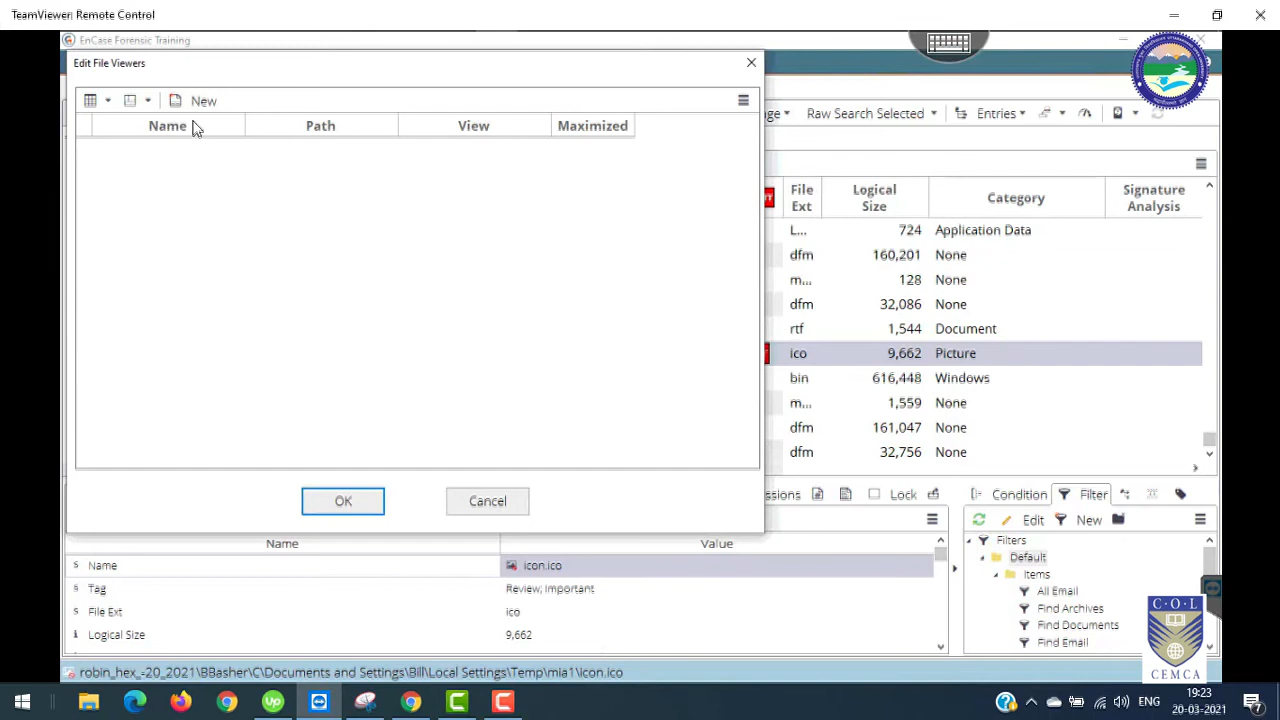 TeamViewer: Remote Control
EnCase Forensic Training
Edit File Viewers
New
Name Path View Maximized
OK Cancel
Raw Search Selected Entries
File Ext Logical Size Category Signature Analysis
L... 724 Application Data
dfm 160,201 None
m... 128 None
dfm 32,086 None
rtf 1,544 Document
ico 9,662 Picture
bin 616,448 Windows
m... 1,559 None
dfm 161,047 None
dfm 32,756 None
Lock Condition Filter
Edit New
Name Value
Name icon.ico
Tag Review; Important
File Ext ico
Logical Size 9,662
Filters
Default
Items
All Email
Find Archives
Find Documents
Find Email
robin_hex_-20_2021\BBasher\C\Documents and Settings\Bill\Local Settings\Temp\mia1\icon.ico
C·O·L
CEMCA
up
ENG
19:23
20-03-2021
7